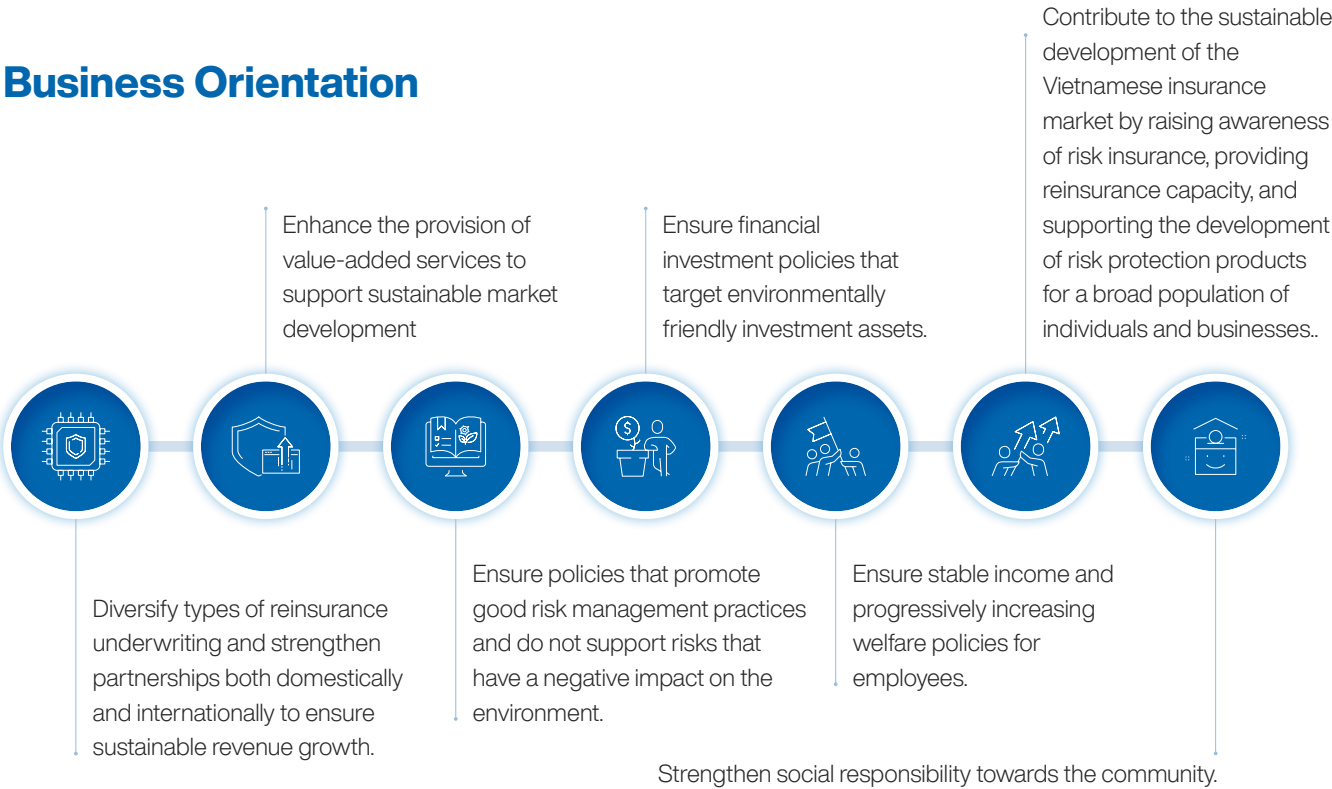 Business Orientation
Diversify types of reinsurance
underwriting and strengthen
partnerships both domestically
and internationally to ensure
sustainable revenue growth.
Enhance the provision of
value-added services to
support sustainable market
development
Ensure policies that promote
good risk management practices
and do not support risks that
have a negative impact on the
environment.
Ensure financial
investment policies that
target environmentally
friendly investment assets.
Ensure stable income and
progressively increasing
welfare policies for
employees.
Contribute to the sustainable
development of the
Vietnamese insurance
market by raising awareness
of risk insurance, providing
reinsurance capacity, and
supporting the development
of risk protection products
for a broad population of
individuals and businesses..
Strengthen social responsibility towards the community.